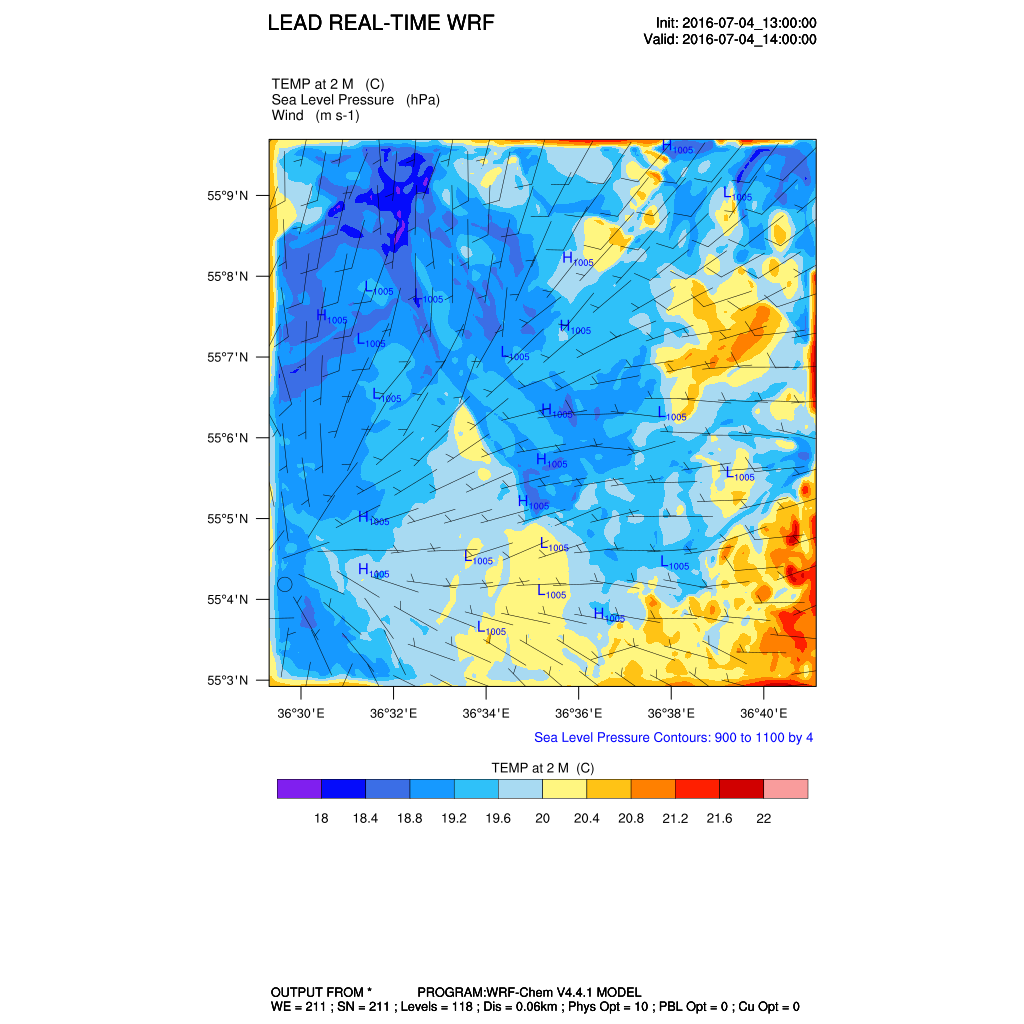 LEAD REAL-TIME WRF
Init: 2016-07-04_13:00:00
Valid: 2016-07-04_14:00:00
TEMP at 2 M (C)
Sea Level Pressure (hPa)
Wind (m s-1)
H1005
55°9'N
L1005
H1005
55°8'N
L1005
L1005
H1005
H1005
L1005
55°7'N
L1005
L1005
H1005
L1005
55°6'N
H1005
L1005
H1005
55°5'N
H1005
L1005
L1005
L1005
H1005
55°4'N
L1005
H1005
L1005
55°3'N
36°30'E 36°32'E 36°34'E 36°36'E 36°38'E 36°40'E
Sea Level Pressure Contours: 900 to 1100 by 4
TEMP at 2 M (C)
18 18.4 18.8 19.2 19.6 20 20.4 20.8 21.2 21.6 22
OUTPUT FROM * PROGRAM:WRF-Chem V4.4.1 MODEL
WE = 211 ; SN = 211 ; Levels = 118 ; Dis = 0.06km ; Phys Opt = 10 ; PBL Opt = 0 ; Cu Opt = 0